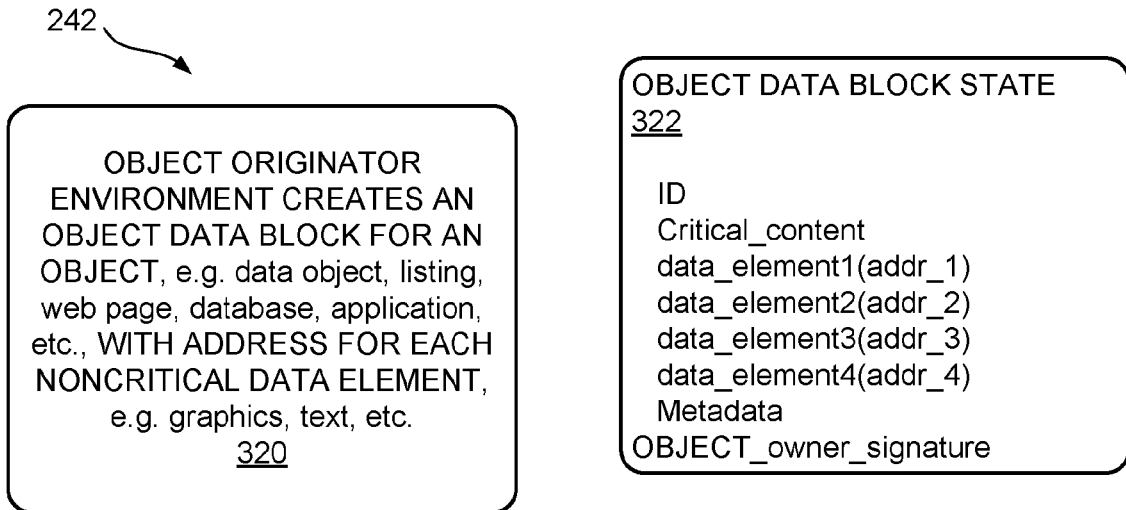 242
OBJECT ORIGINATOR
ENVIRONMENT CREATES AN
OBJECT DATA BLOCK FOR AN
OBJECT, e.g. data object, listing,
web page, database, application,
etc., WITH ADDRESS FOR EACH
NONCRITICAL DATA ELEMENT,
e.g. graphics, text, etc.
320
OBJECT DATA BLOCK STATE
322
ID
Critical_content
data_element1(addr_1)
data_element2(addr_2)
data_element3(addr_3)
data_element4(addr_4)
Metadata
OBJECT_owner_signature